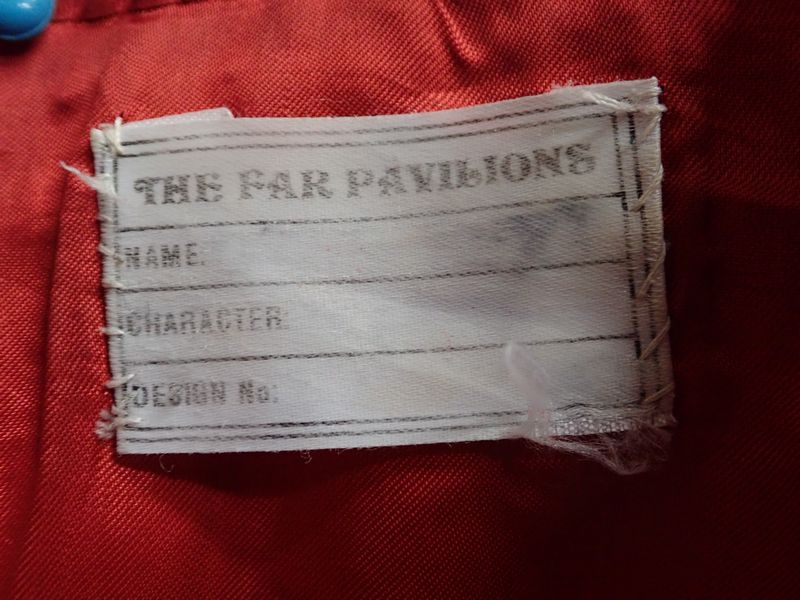 THE FAR PAVILIONS
NAME:
CHARACTER:
DESIGN No: